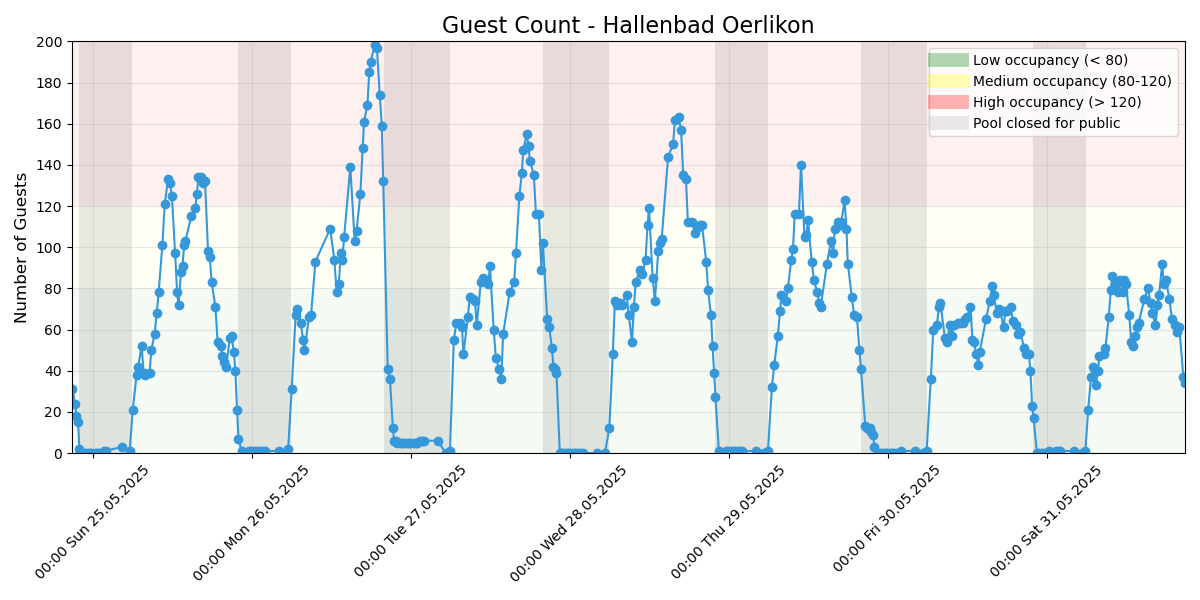 Guest Count - Hallenbad Oerlikon
Number of Guests
200
180
160
140
120
100
80
60
40
20
0
Low occupancy (< 80)
Medium occupancy (80-120)
High occupancy (> 120)
Pool closed for public
00:00 Sun 25.05.2025
00:00 Mon 26.05.2025
00:00 Tue 27.05.2025
00:00 Wed 28.05.2025
00:00 Thu 29.05.2025
00:00 Fri 30.05.2025
00:00 Sat 31.05.2025